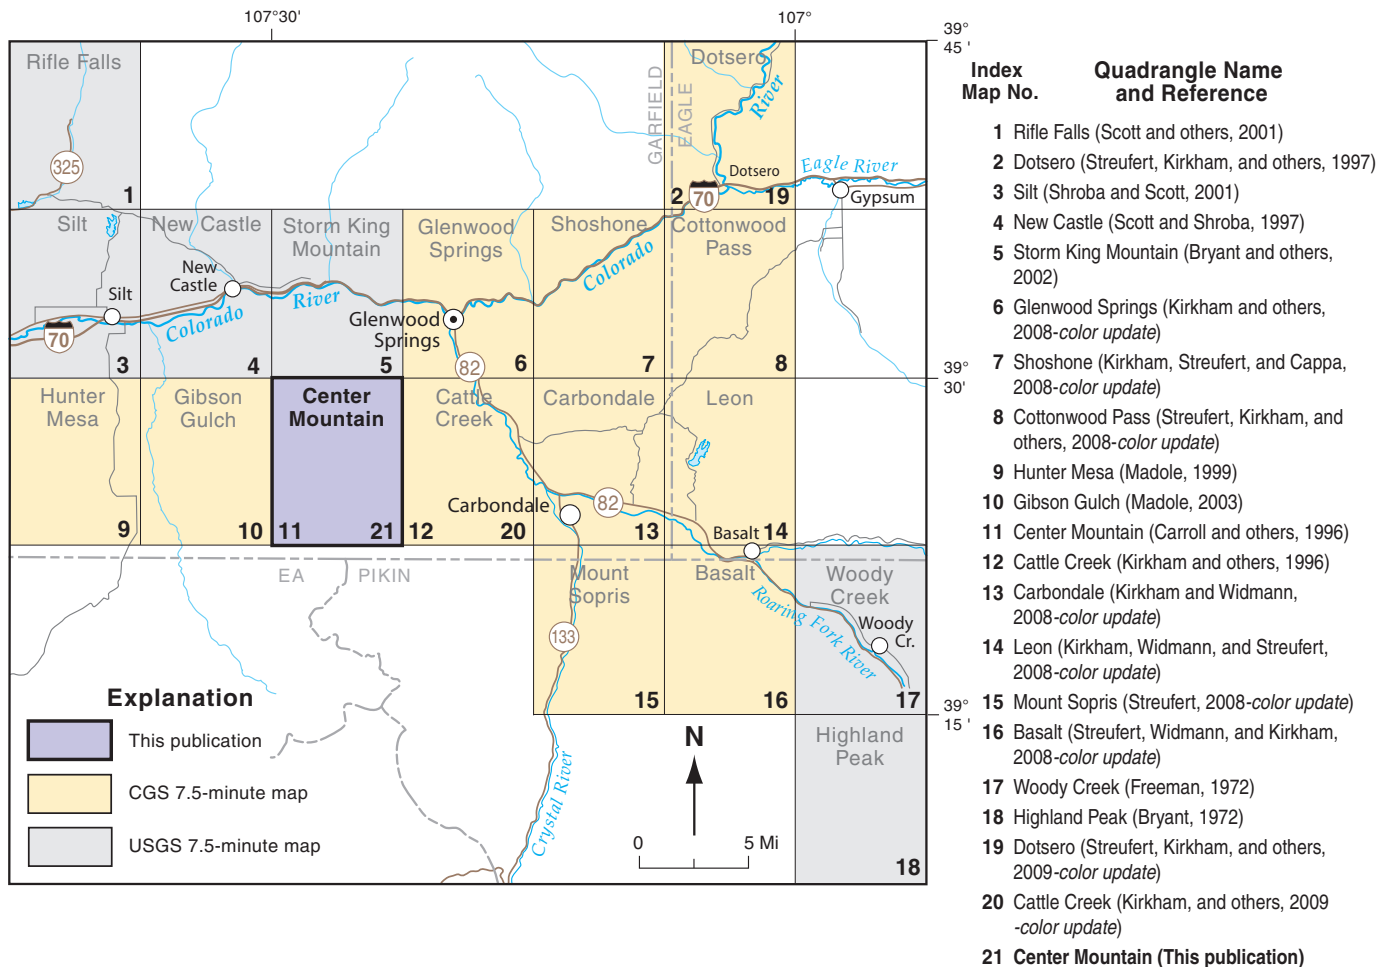 107°30'
107°
39°
45 '
Rifle Falls
325
1
GARFIELD
EAGLE
Dotsero
River
Dotsero
2
70
19
Eagle River
Gypsum
Silt
New Castle
Storm King
Mountain
Glenwood
Springs
Shoshone
Cottonwood
Pass
New
Castle
Silt
70
Colorado
River
Colorado
Glenwood
Springs
82
3
4
5
6
7
8
39°
30'
Hunter
Mesa
Gibson
Gulch
Center
Mountain
Cattle
Creek
Carbondale
Leon
Carbondale
82
Basalt
9
10
11
21
12
20
13
14
EA
PIKIN
Mount
Sopris
Basalt
Woody
Creek
Roaring Fork River
Woody
Cr.
133
15
16
17
39°
15 '
Highland
Peak
18
Crystal River
N
0
5 Mi
Explanation
This publication
CGS 7.5-minute map
USGS 7.5-minute map
Index
Map No.
Quadrangle Name
and Reference
1 Rifle Falls (Scott and others, 2001)
2 Dotsero (Streufert, Kirkham, and others, 1997)
3 Silt (Shroba and Scott, 2001)
4 New Castle (Scott and Shroba, 1997)
5 Storm King Mountain (Bryant and others,
2002)
6 Glenwood Springs (Kirkham and others,
2008-color update)
7 Shoshone (Kirkham, Streufert, and Cappa,
2008-color update)
8 Cottonwood Pass (Streufert, Kirkham, and
others, 2008-color update)
9 Hunter Mesa (Madole, 1999)
10 Gibson Gulch (Madole, 2003)
11 Center Mountain (Carroll and others, 1996)
12 Cattle Creek (Kirkham and others, 1996)
13 Carbondale (Kirkham and Widmann,
2008-color update)
14 Leon (Kirkham, Widmann, and Streufert,
2008-color update)
15 Mount Sopris (Streufert, 2008-color update)
16 Basalt (Streufert, Widmann, and Kirkham,
2008-color update)
17 Woody Creek (Freeman, 1972)
18 Highland Peak (Bryant, 1972)
19 Dotsero (Streufert, Kirkham, and others,
2009-color update)
20 Cattle Creek (Kirkham, and others, 2009
-color update)
21 Center Mountain (This publication)